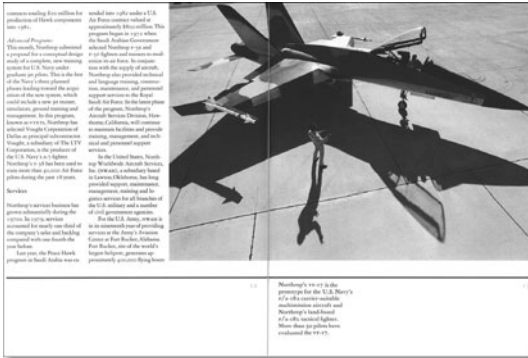 contracts totaling $10 million for
production of Hawk components
into 1981.
Advanced Programs:
This month, Northrop submitted
a proposal for a conceptual design
study of a complete, new training
system for U.S. Navy under-
graduate jet pilots. This is the first
of the Navy's three planned
phases leading toward the acqui-
sition of the new system, which
could include a new jet trainer,
simulators, ground training and
management. In this program,
known as VTXTS, Northrop has
selected Vought Corporation of
Dallas as principal subcontractor.
Vought, a subsidiary of The LTV
Corporation, is the producer of
the U.S. Navy's A-7 fighter.
Northrop's T-38 has been used to
train more than 40,000 Air Force
pilots during the past 18 years.
Services
Northrop's services business has
grown substantially during the
1970s. In 1979, services
accounted for nearly one-third of
the company's sales and backlog
compared with one-fourth the
year before.
Last year, the Peace Hawk
program in Saudi Arabia was ex-
tended into 1982 under a U.S.
Air Force contract valued at
approximately
program began in 1972 when
the Saudi Arabian Government
selected Northrop F-5B and
F-5E fighters and trainers to mod-
ernize its air force. In conjunc-
tion with the supply of aircraft,
Northrop also provided technical
and language training, construc-
tion, maintenance, and personnel
support services to the Royal
Saudi Air Force. In the latest phase
of the program, Northrop's
Aircraft Services Division, Haw-
thorne, California, will continue
to maintain facilities and provide
training, management, and tech-
nical and personnel support
services.
In the United States, North-
rop Worldwide Aircraft Services,
Inc. (NWASI), a subsidiary based
in Lawton, Oklahoma, has long
provided support, maintenance,
management, training and lo-
gistics services for all branches of
the U.S. military and a number
of civil government agencies.
For the U.S. Army, NWASI is
in its nineteenth year of providing
services at the Army's Aviation
Center at Fort Rucker, Alabama.
Fort Rucker, site of the world's
largest heliport, generates ap-
proximately 400,000 flying hours
12
Northrop's YF-17 is the
prototype for the U.S. Navy's
F/A-18A carrier-suitable
multimission aircraft and
Northrop's land-based
F/A-18L tactical fighter.
More than 50 pilots have
evaluated the YF-17.